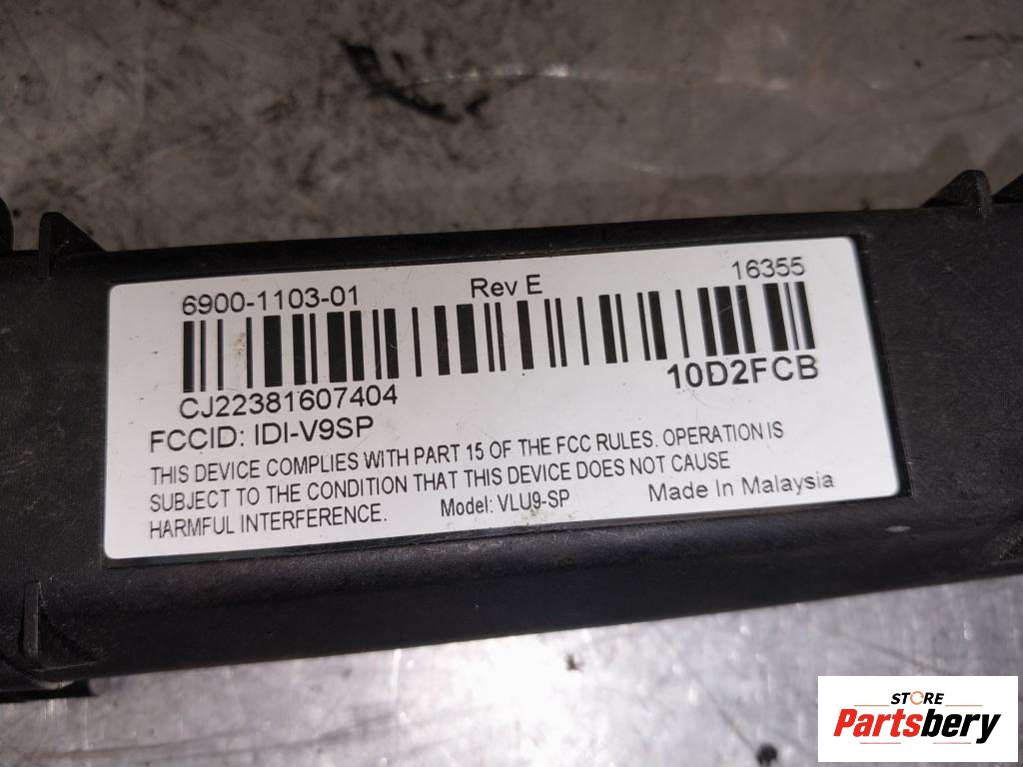 6900-1103-01 Rev E 16355
CJ22381607404 10D2FCB
FCCID: IDI-V9SP
THIS DEVICE COMPLIES WITH PART 15 OF THE FCC RULES. OPERATION IS
SUBJECT TO THE CONDITION THAT THIS DEVICE DOES NOT CAUSE
HARMFUL INTERFERENCE. Model: VLU9-SP Made In Malaysia
STORE
Partsbery